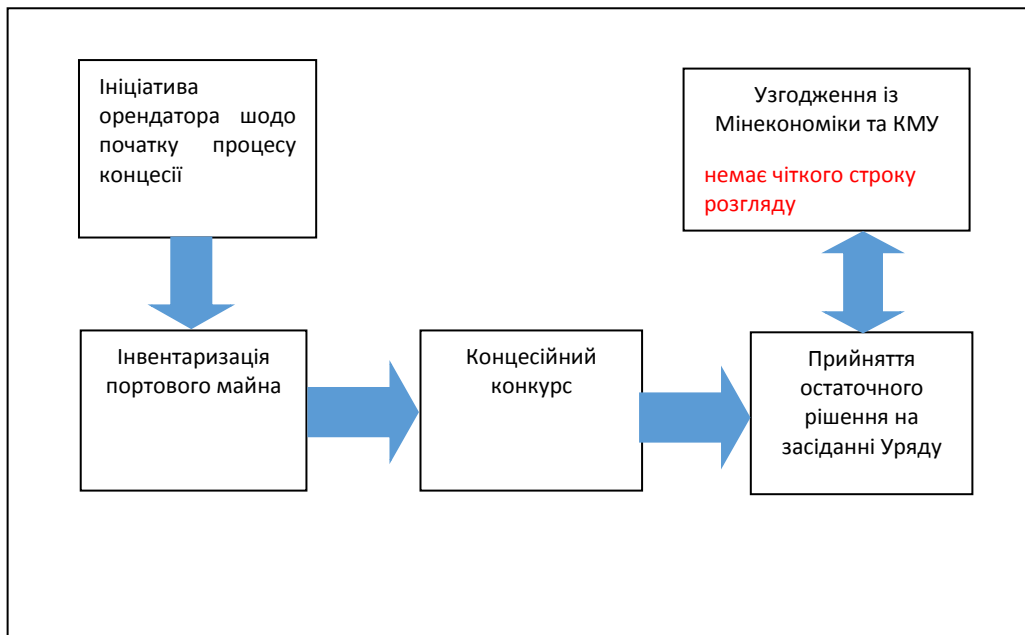 Ініціатива
орендатора шодо
початку процесу
концесії
Узгодження із
Мінекономіки та КМУ
немає чіткого строку
розгляду
Інвентаризація
портового майна
Концесійний
конкурс
Прийняття
остаточного
рішення на
засіданні Уряду